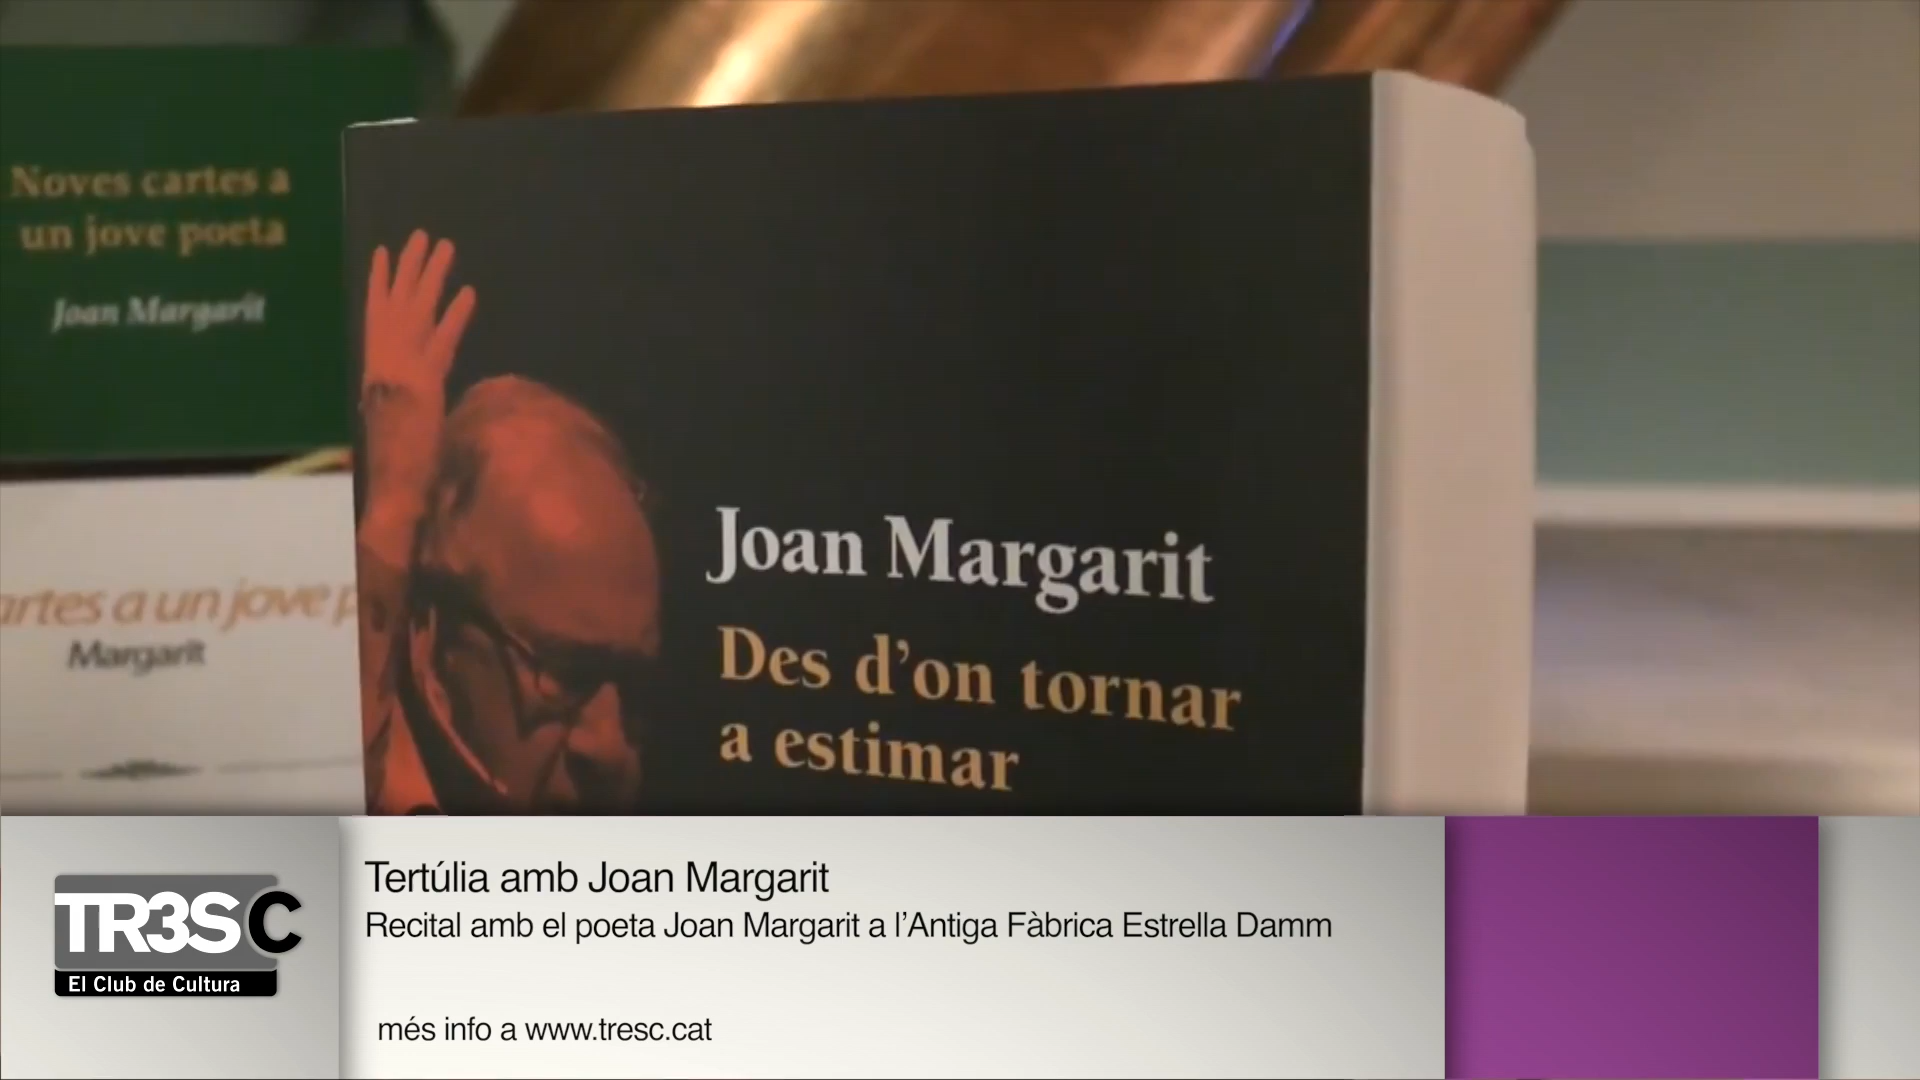 Noves cartes a
un jove poeta
Joan Margarit
artes a un jove p
Margarit
Joan Margarit
Des d'on tornar
a estimar
TR3SC
El Club de Cultura
Tertúlia amb Joan Margarit
Recital amb el poeta Joan Margarit a l'Antiga Fàbrica Estrella Damm
més info a www.tresc.cat